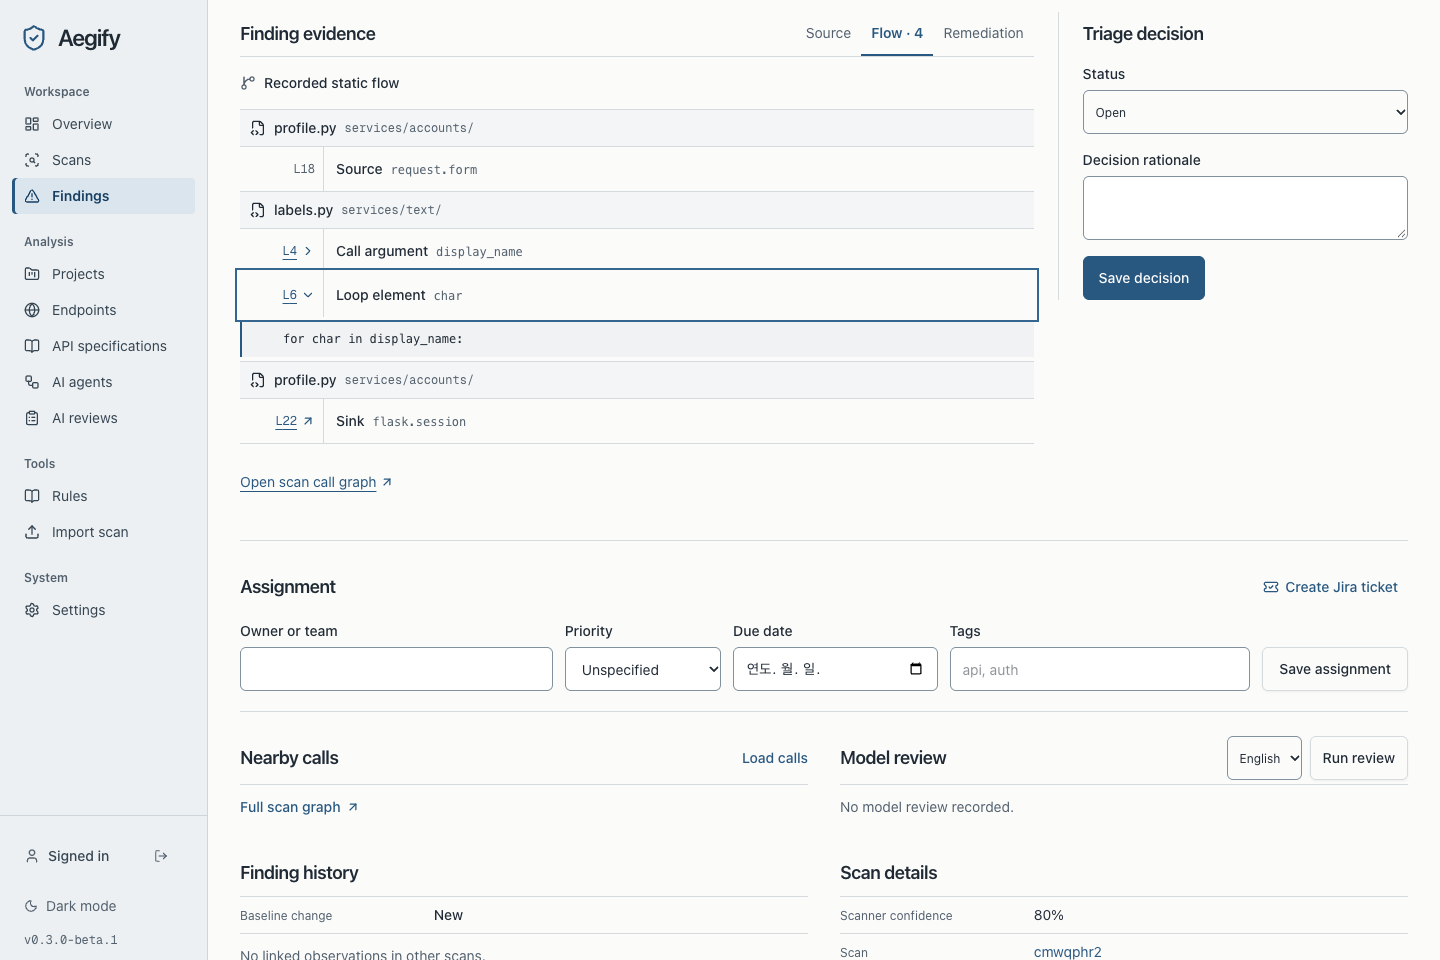 Aegify
Workspace
Overview
Scans
Findings
Analysis
Projects
Endpoints
API specifications
AI agents
AI reviews
Tools
Rules
Import scan
System
Settings
Signed in
Dark mode
v0.3.0-beta.1
Finding evidence
Source
Flow · 4
Remediation
Recorded static flow
profile.py services/accounts/
L18 Source request.form
labels.py services/text/
L4 Call argument display_name
L6 Loop element char
for char in display_name:
profile.py services/accounts/
L22 Sink flask.session
Open scan call graph
Triage decision
Status
Open
Decision rationale
Save decision
Assignment
Create Jira ticket
Owner or team
Priority
Unspecified
Due date
연도. 월. 일.
Tags
api, auth
Save assignment
Nearby calls
Load calls
Full scan graph
Model review
English
Run review
No model review recorded.
Finding history
Baseline change New
No linked observations in other scans.
Scan details
Scanner confidence 80%
Scan cmwqphr2